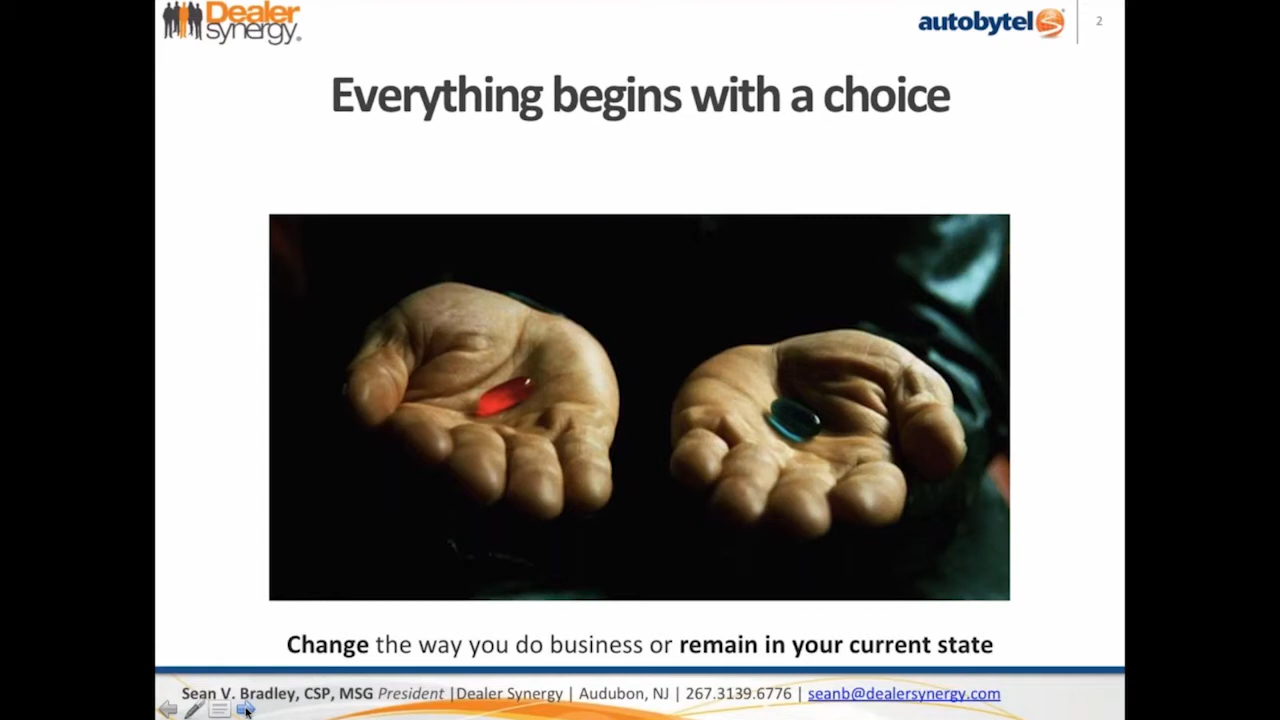 Dealer
synergy.
autobytel
2
Everything begins with a choice
Change the way you do business or remain in your current state
Sean V. Bradley, CSP, MSG President |Dealer Synergy | Audubon, NJ | 267.3139.6776 | seanb@dealersynergy.com